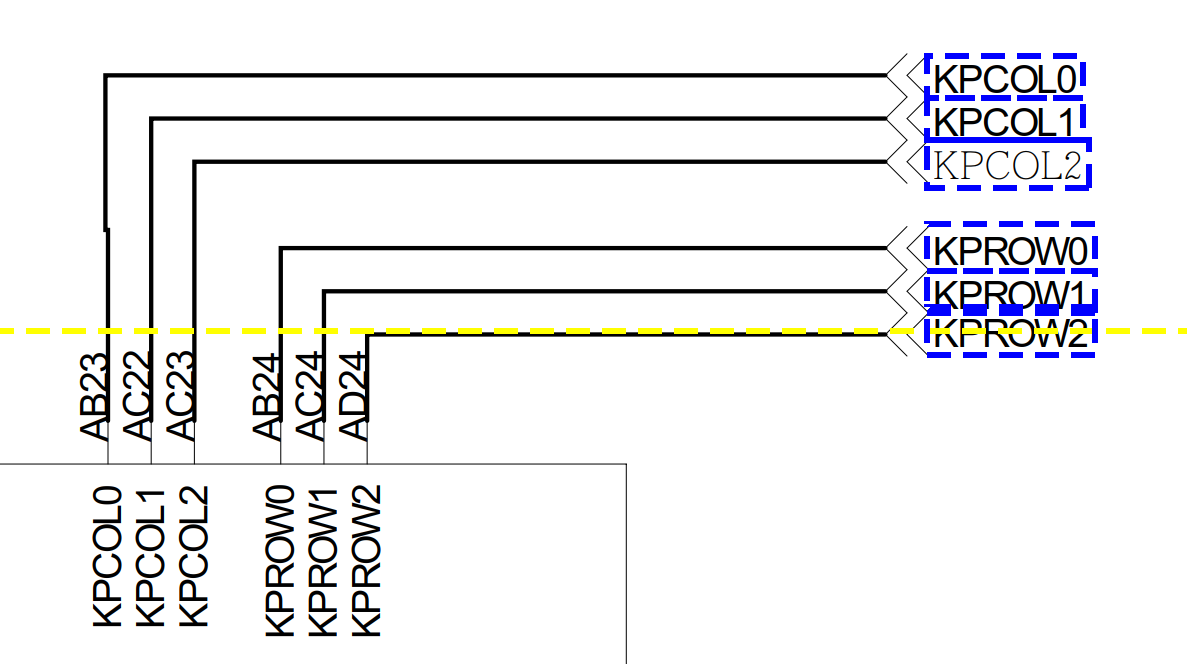 KPCOL0
KPCOL1
KPCOL2
KPROW0
KPROW1
KPROW2
AB23
AC22
AC23
AB24
AC24
AD24
KPCOL0
KPCOL1
KPCOL2
KPROW0
KPROW1
KPROW2